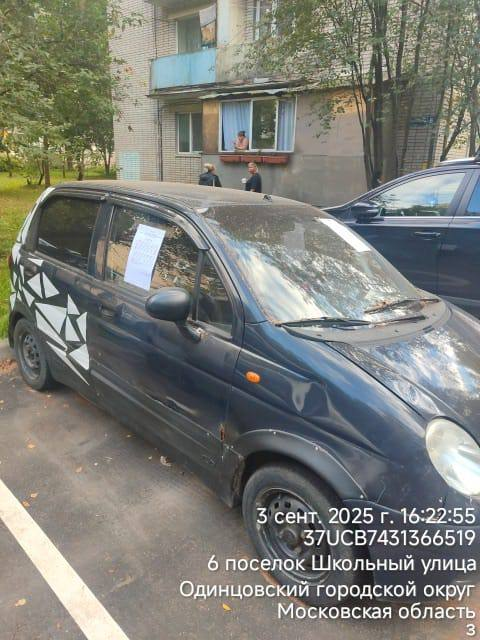 3 сент. 2025 г. 16:22:55
37UCB7431366519
6 поселок Школьный улица
Одинцовский городской округ
Московская область
3